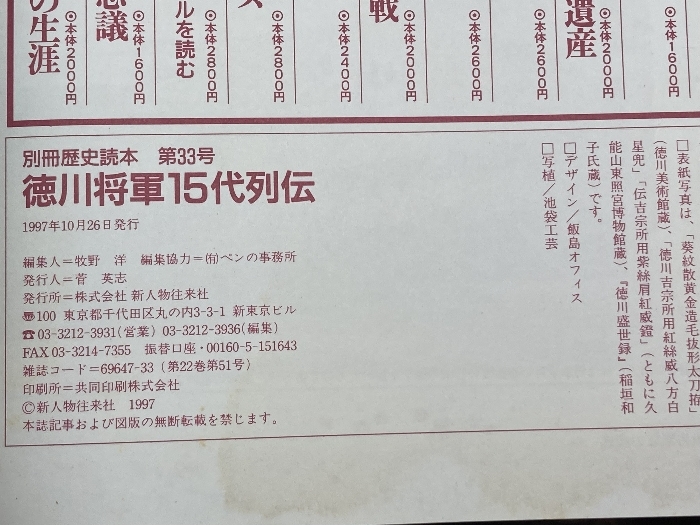 遺産
戦
ルを読む
思議
の生涯
◎本体1600円
◎本体2000円
◎本体2600円
◎本体2600円
◎本体2000円
◎本体2400円
◎本体2800円
◎本体2800円
◎本体1600円
◎本体2000円
別冊歴史読本　第33号
徳川将軍15代列伝
1997年10月26日発行
編集人＝牧野　洋　編集協力＝㈲ペンの事務所
発行人＝菅　英志
発行所＝株式会社 新人物往来社
〠100 東京都千代田区丸の内3-3-1 新東京ビル
☎03-3212-3931(営業) 03-3212-3936(編集)
FAX 03-3214-7355　振替口座・00160-5-151643
雑誌コード＝69647-33 (第22巻第51号)
印刷所＝共同印刷株式会社
©新人物往来社　1997
本誌記事および図版の無断転載を禁じます。
□表紙写真は、「葵紋散黄金造毛抜形太刀拵」
(徳川美術館蔵)、「徳川吉宗所用紅絲威八方白
星兜」「伝吉宗所用紫絲肩紅威鎧」(ともに久
能山東照宮博物館蔵)、『徳川盛世録』(稲垣和
子氏蔵)です。
□デザイン／飯島オフィス
□写植／池袋工芸